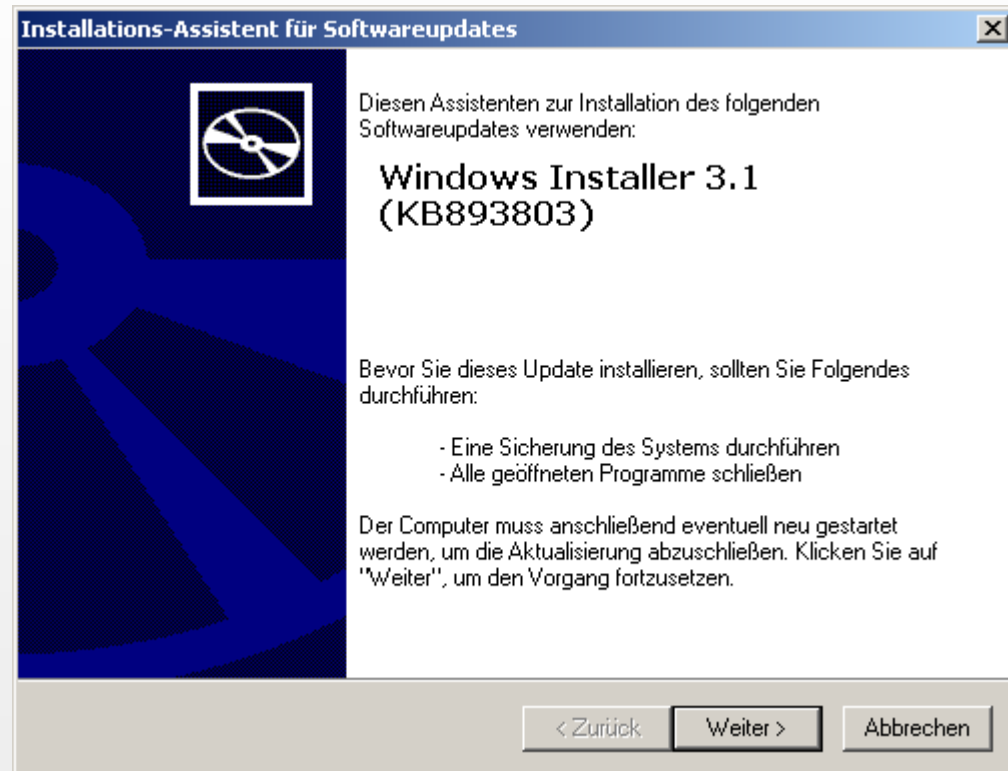 Installations-Assistent für Softwareupdates
Diesen Assistenten zur Installation des folgenden
Softwareupdates verwenden:
Windows Installer 3.1
(KB893803)
Bevor Sie dieses Update installieren, sollten Sie Folgendes
durchführen:
- Eine Sicherung des Systems durchführen
- Alle geöffneten Programme schließen
Der Computer muss anschließend eventuell neu gestartet
werden, um die Aktualisierung abzuschließen. Klicken Sie auf
"Weiter", um den Vorgang fortzusetzen.
< Zurück
Weiter >
Abbrechen